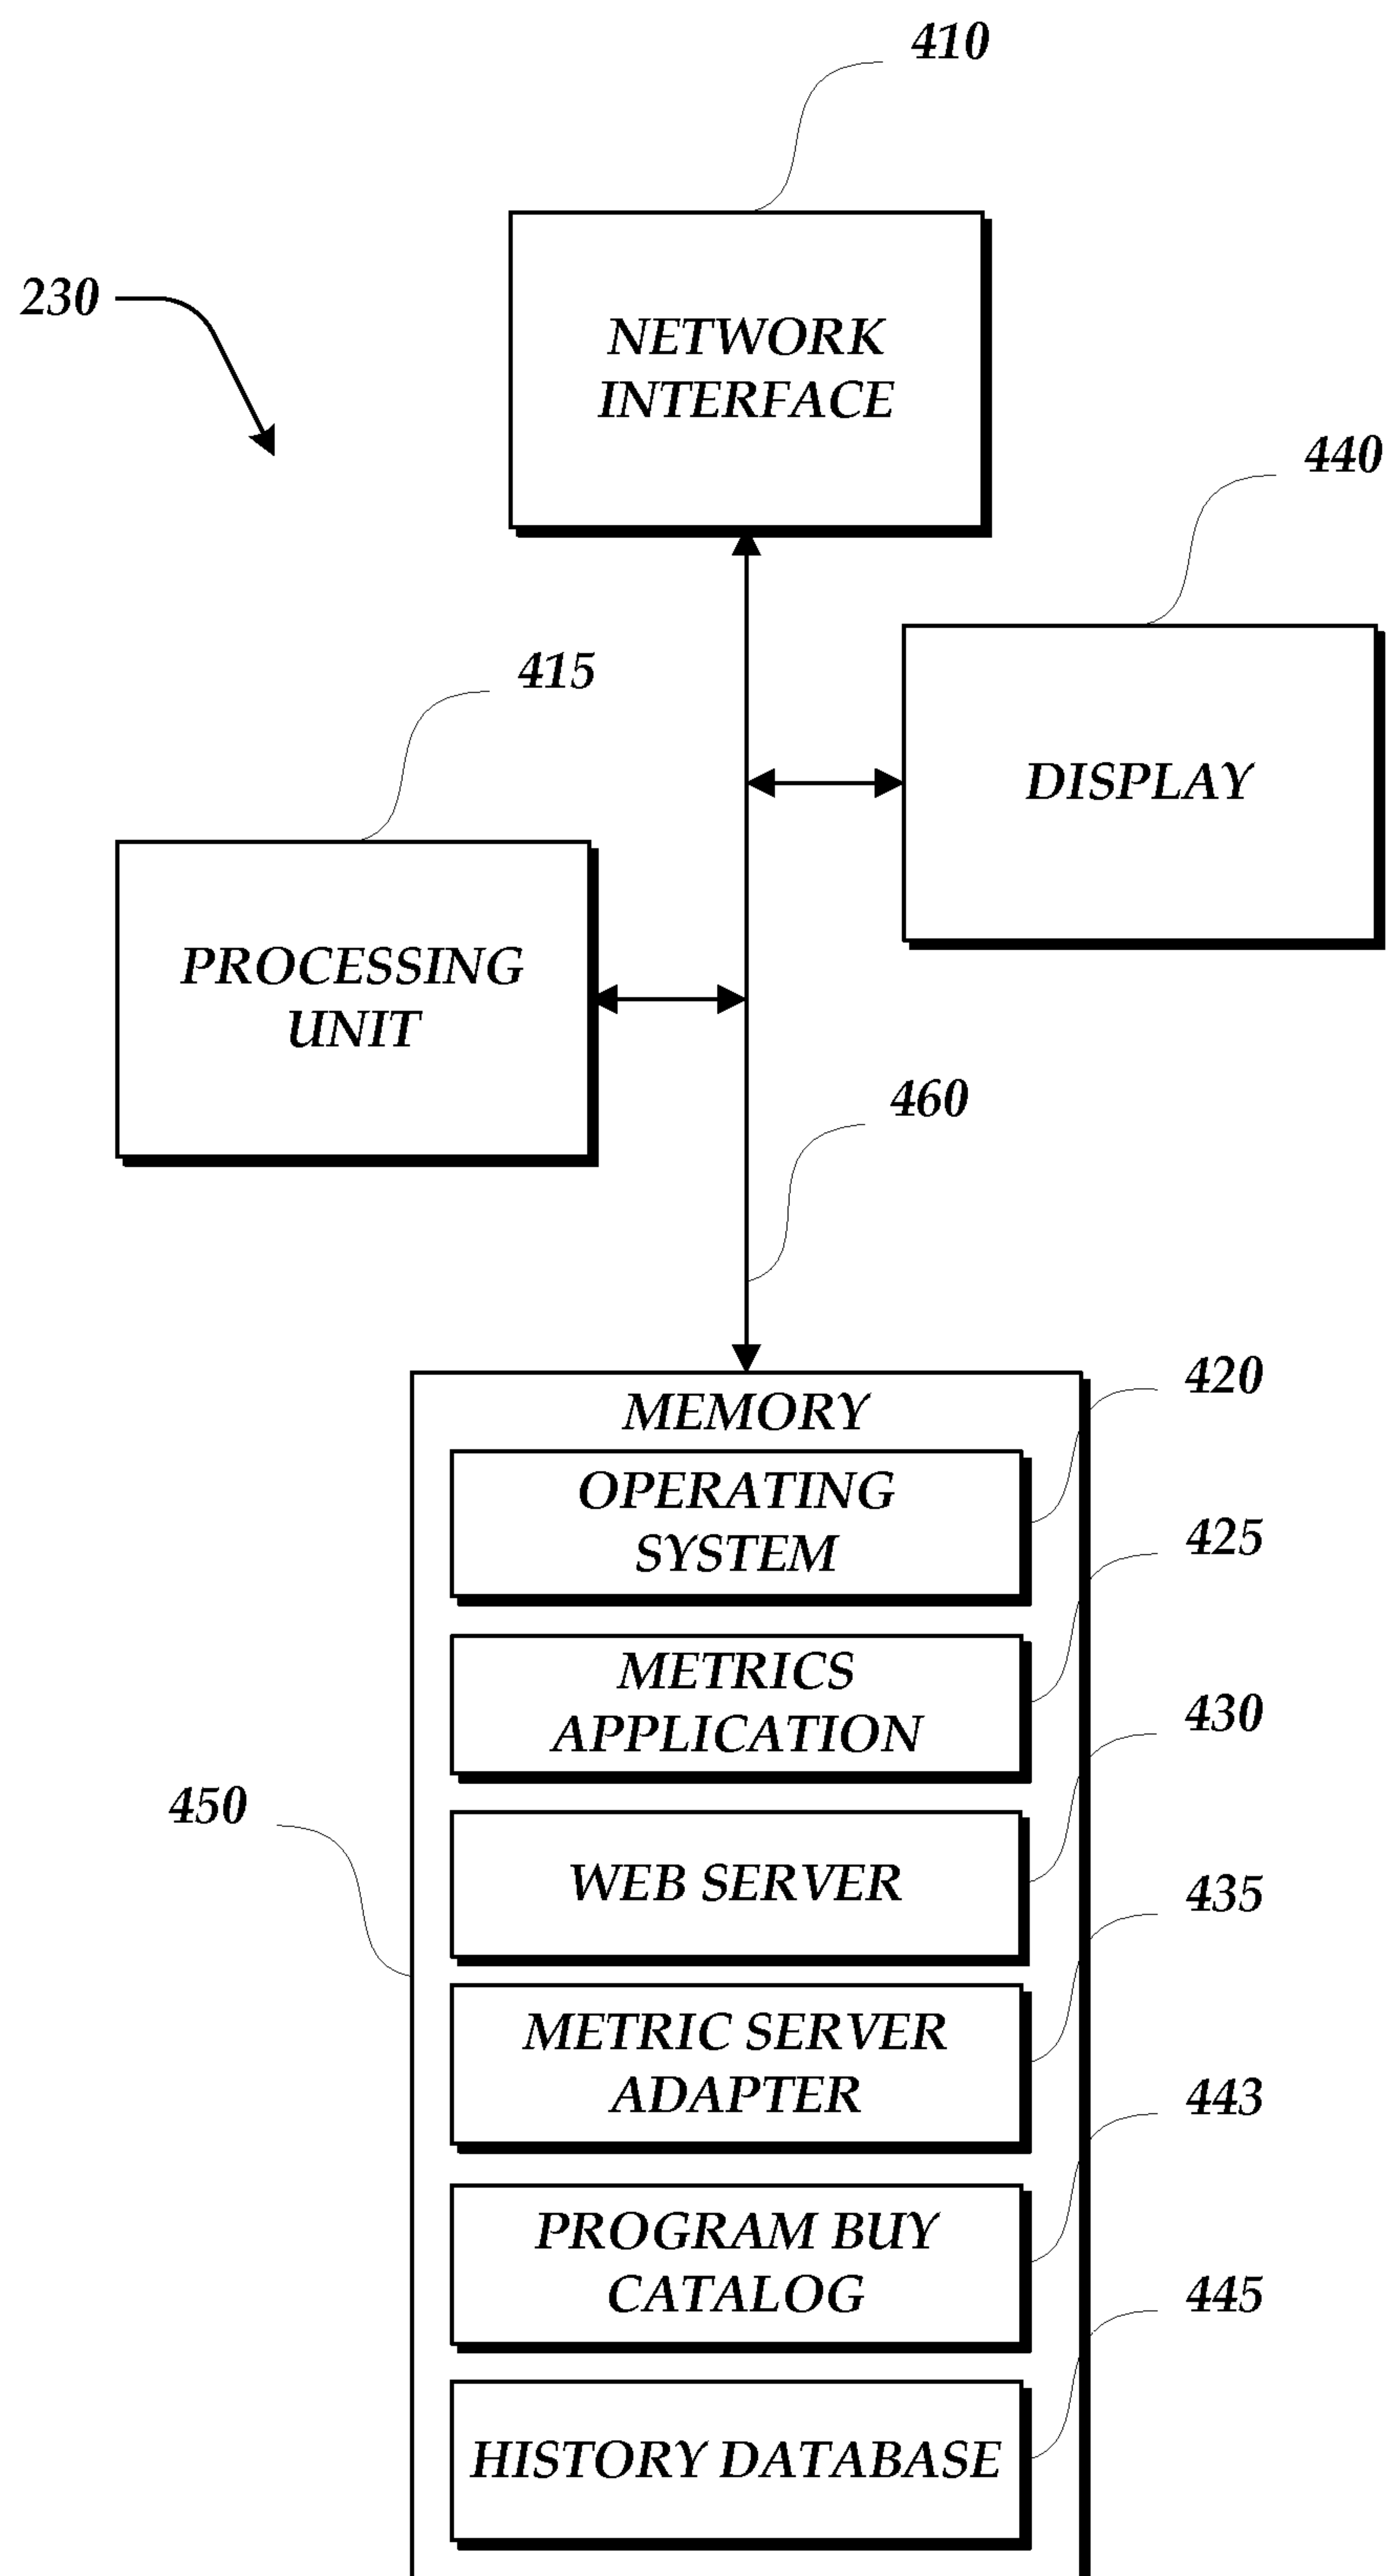 410
230
NETWORK
INTERFACE
440
415
DISPLAY
PROCESSING
UNIT
460
420
MEMORY
OPERATING
SYSTEM
425
METRICS
APPLICATION
430
450
WEB SERVER
435
METRIC SERVER
ADAPTER
443
PROGRAM BUY
CATALOG
445
HISTORY DATABASE